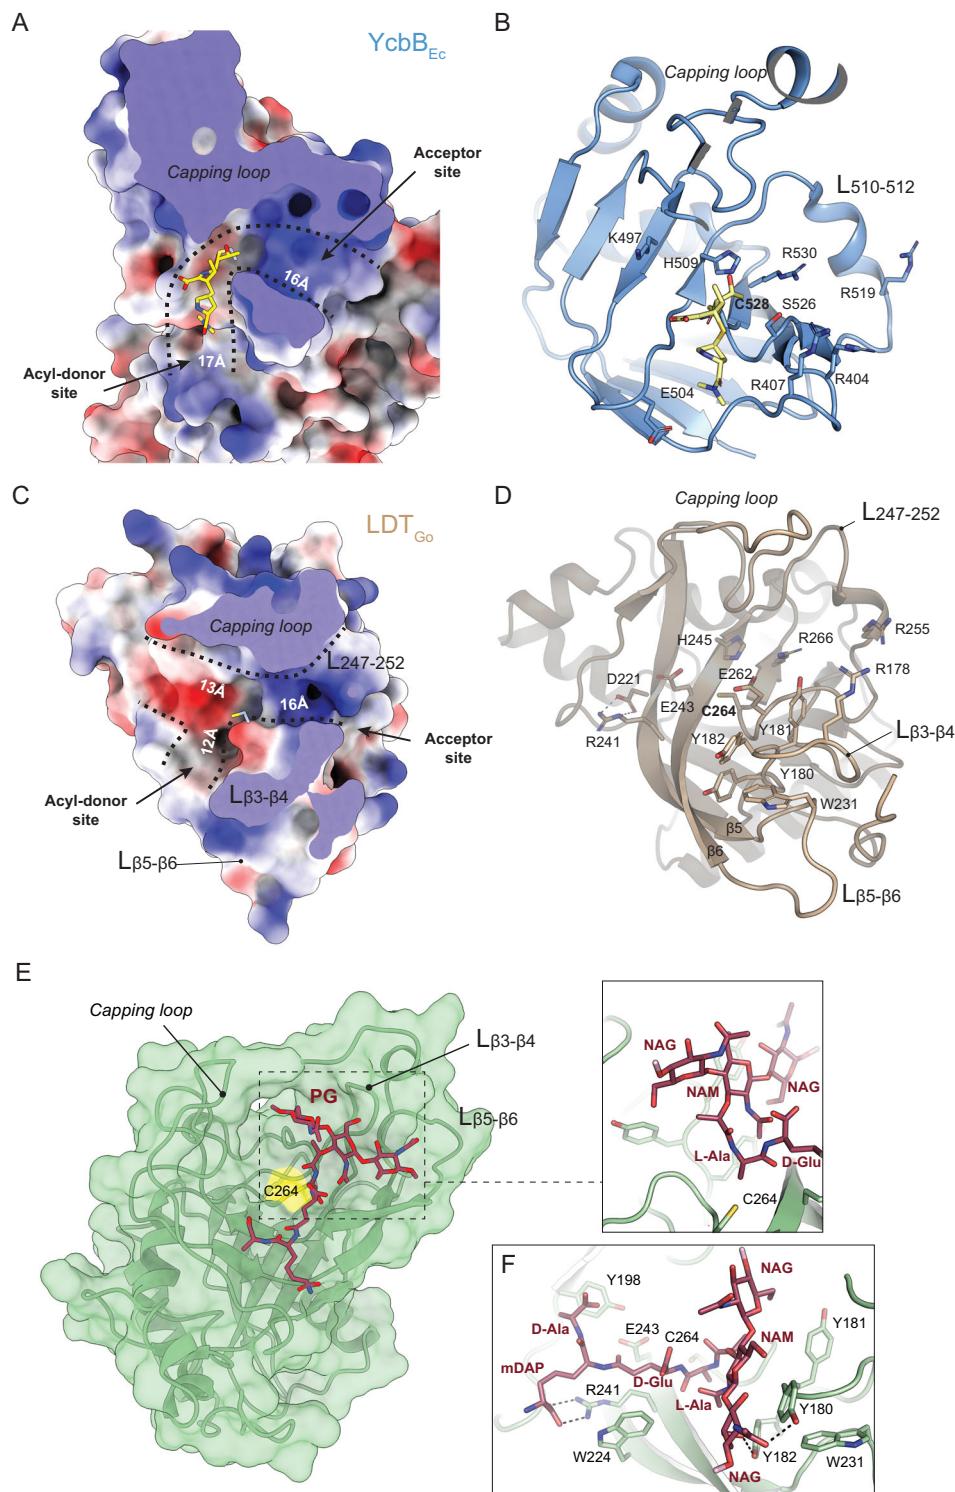 A
YcbB Ec
Capping loop
Acceptor
site
16Å
17Å
Acyl-donor
site
B
Capping loop
L510-512
K497
H509
R530
R519
C528
S526
E504
R407
R404
C
LDT Go
Capping loop
L247-252
13Å
16Å
12Å
Acceptor
site
Acyl-donor
site
Lβ3-β4
Lβ5-β6
D
Capping loop
L247-252
H245
R266
R255
E262
R178
D221
E243
C264
R241
Y182
Y181
Lβ3-β4
Y180
W231
β5
β6
Lβ5-β6
E
Capping loop
Lβ3-β4
PG
Lβ5-β6
C264
NAG
NAM
NAG
L-Ala
D-Glu
C264
F
Y198
NAG
Y181
D-Ala
E243
C264
NAM
mDAP
D-Glu
R241
L-Ala
Y180
W224
Y182
W231
NAG